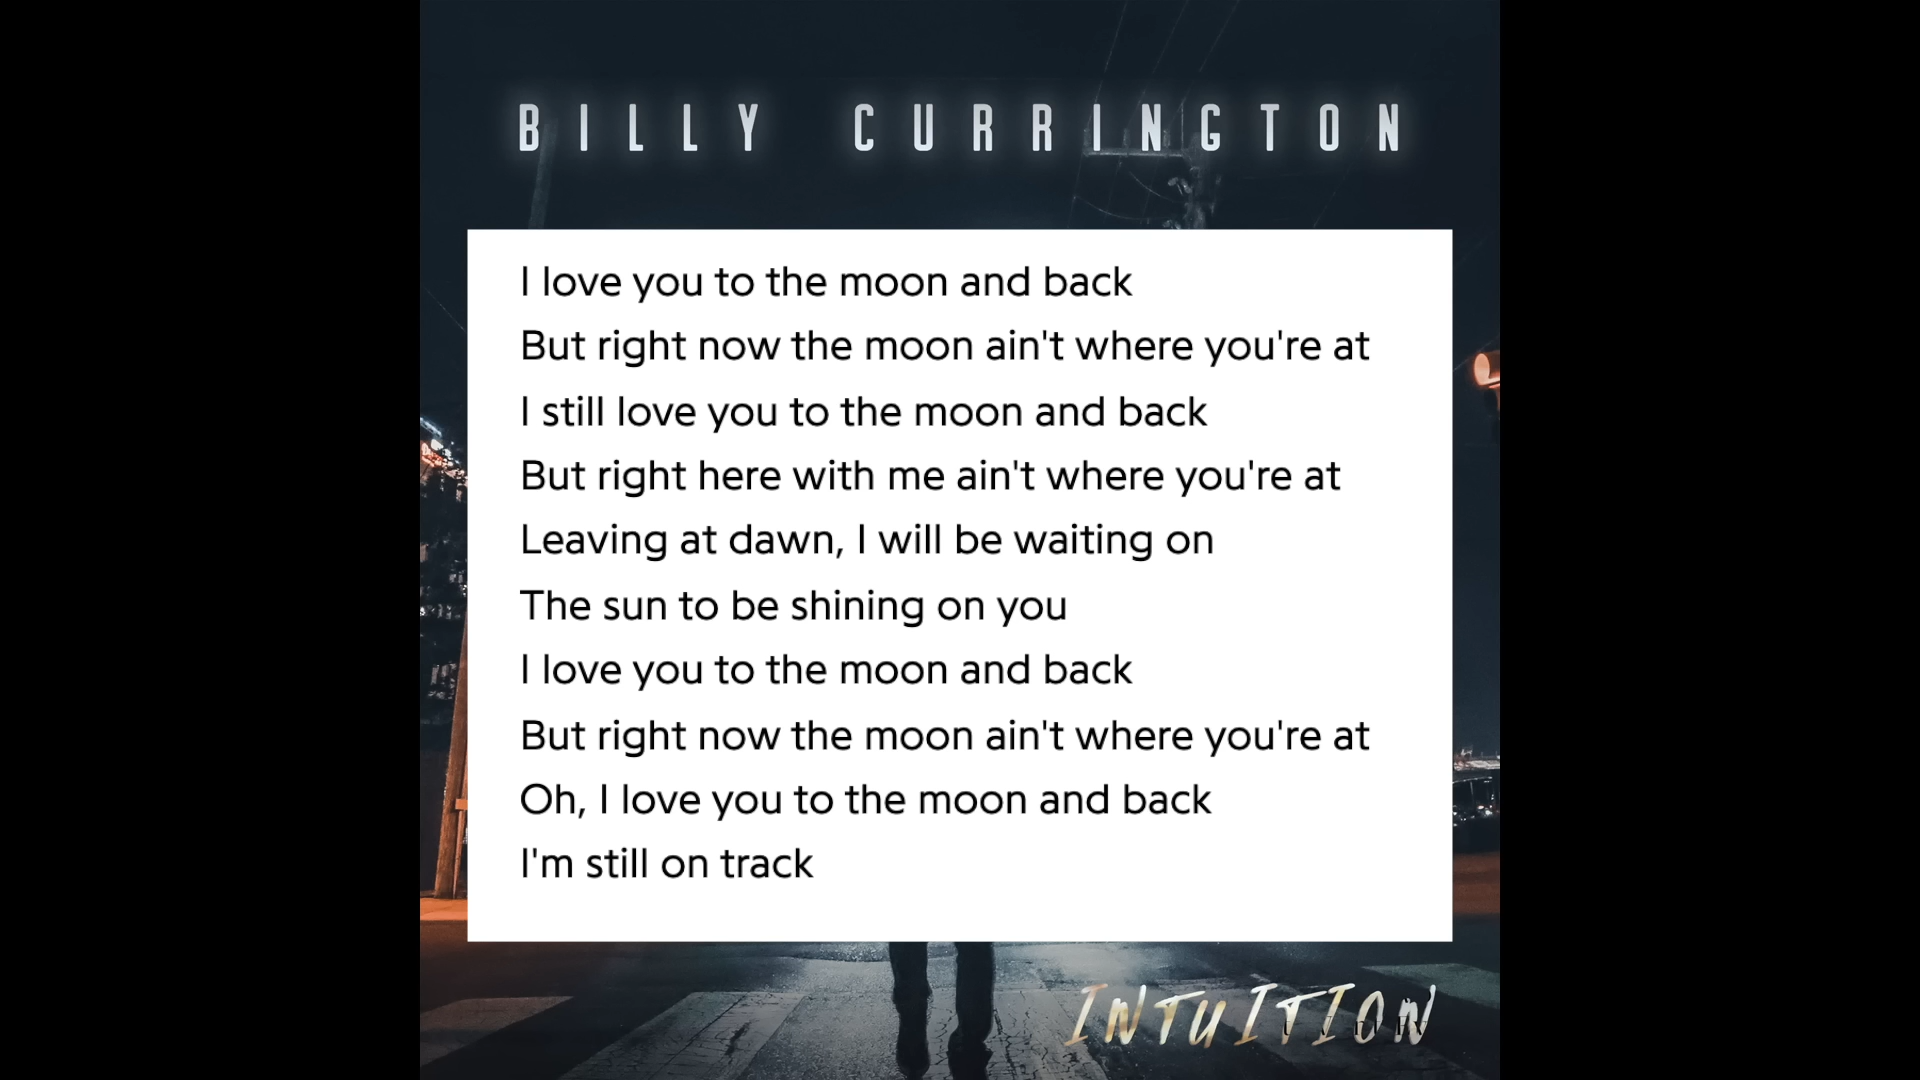 BILLY CURRINGTON
I love you to the moon and back
But right now the moon ain't where you're at
I still love you to the moon and back
But right here with me ain't where you're at
Leaving at dawn, I will be waiting on
The sun to be shining on you
I love you to the moon and back
But right now the moon ain't where you're at
Oh, I love you to the moon and back
I'm still on track
INTUITION